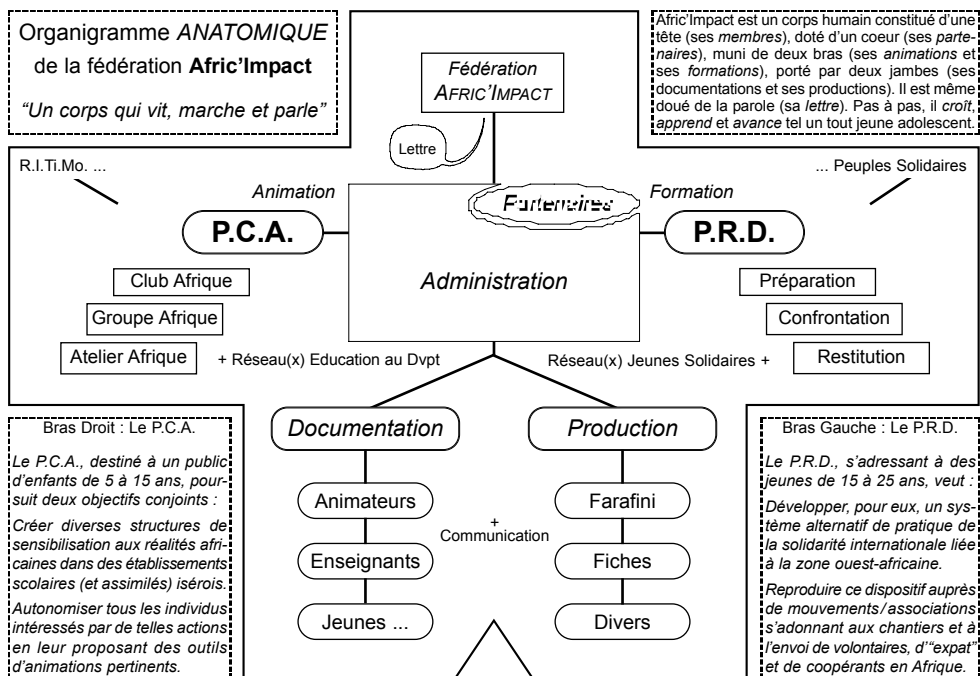 Organigramme ANATOMIQUE
de la fédération Afric'Impact
“Un corps qui vit, marche et parle”
Fédération
AFRIC'IMPACT
Lettre
Afric'Impact est un corps humain constitué d'une
tête (ses membres), doté d'un coeur (ses parte-
naires), muni de deux bras (ses animations et
ses formations), porté par deux jambes (ses
documentations et ses productions). Il est même
doué de la parole (sa lettre). Pas à pas, il croît,
apprend et avance tel un tout jeune adolescent.
R.I.Ti.Mo. ...
... Peuples Solidaires
Animation
Partenaires
Formation
P.C.A.
P.R.D.
Administration
Club Afrique
Groupe Afrique
Atelier Afrique
Préparation
Confrontation
Restitution
+ Réseau(x) Education au Dvpt
Réseau(x) Jeunes Solidaires +
Documentation
Production
Animateurs
Enseignants
Jeunes ...
+
Communication
Farafini
Fiches
Divers
Bras Droit : Le P.C.A.
Le P.C.A., destiné à un public
d'enfants de 5 à 15 ans, pour-
suit deux objectifs conjoints :
Créer diverses structures de
sensibilisation aux réalités afri-
caines dans des établissements
scolaires (et assimilés) isérois.
Autonomiser tous les individus
intéressés par de telles actions
en leur proposant des outils
d'animations pertinents.
Bras Gauche : Le P.R.D.
Le P.R.D., s'adressant à des
jeunes de 15 à 25 ans, veut :
Développer, pour eux, un sys-
tème alternatif de pratique de
la solidarité internationale liée
à la zone ouest-africaine.
Reproduire ce dispositif auprès
de mouvements/associations
s'adonnant aux chantiers et à
l'envoi de volontaires, d'“expat”
et de coopérants en Afrique.